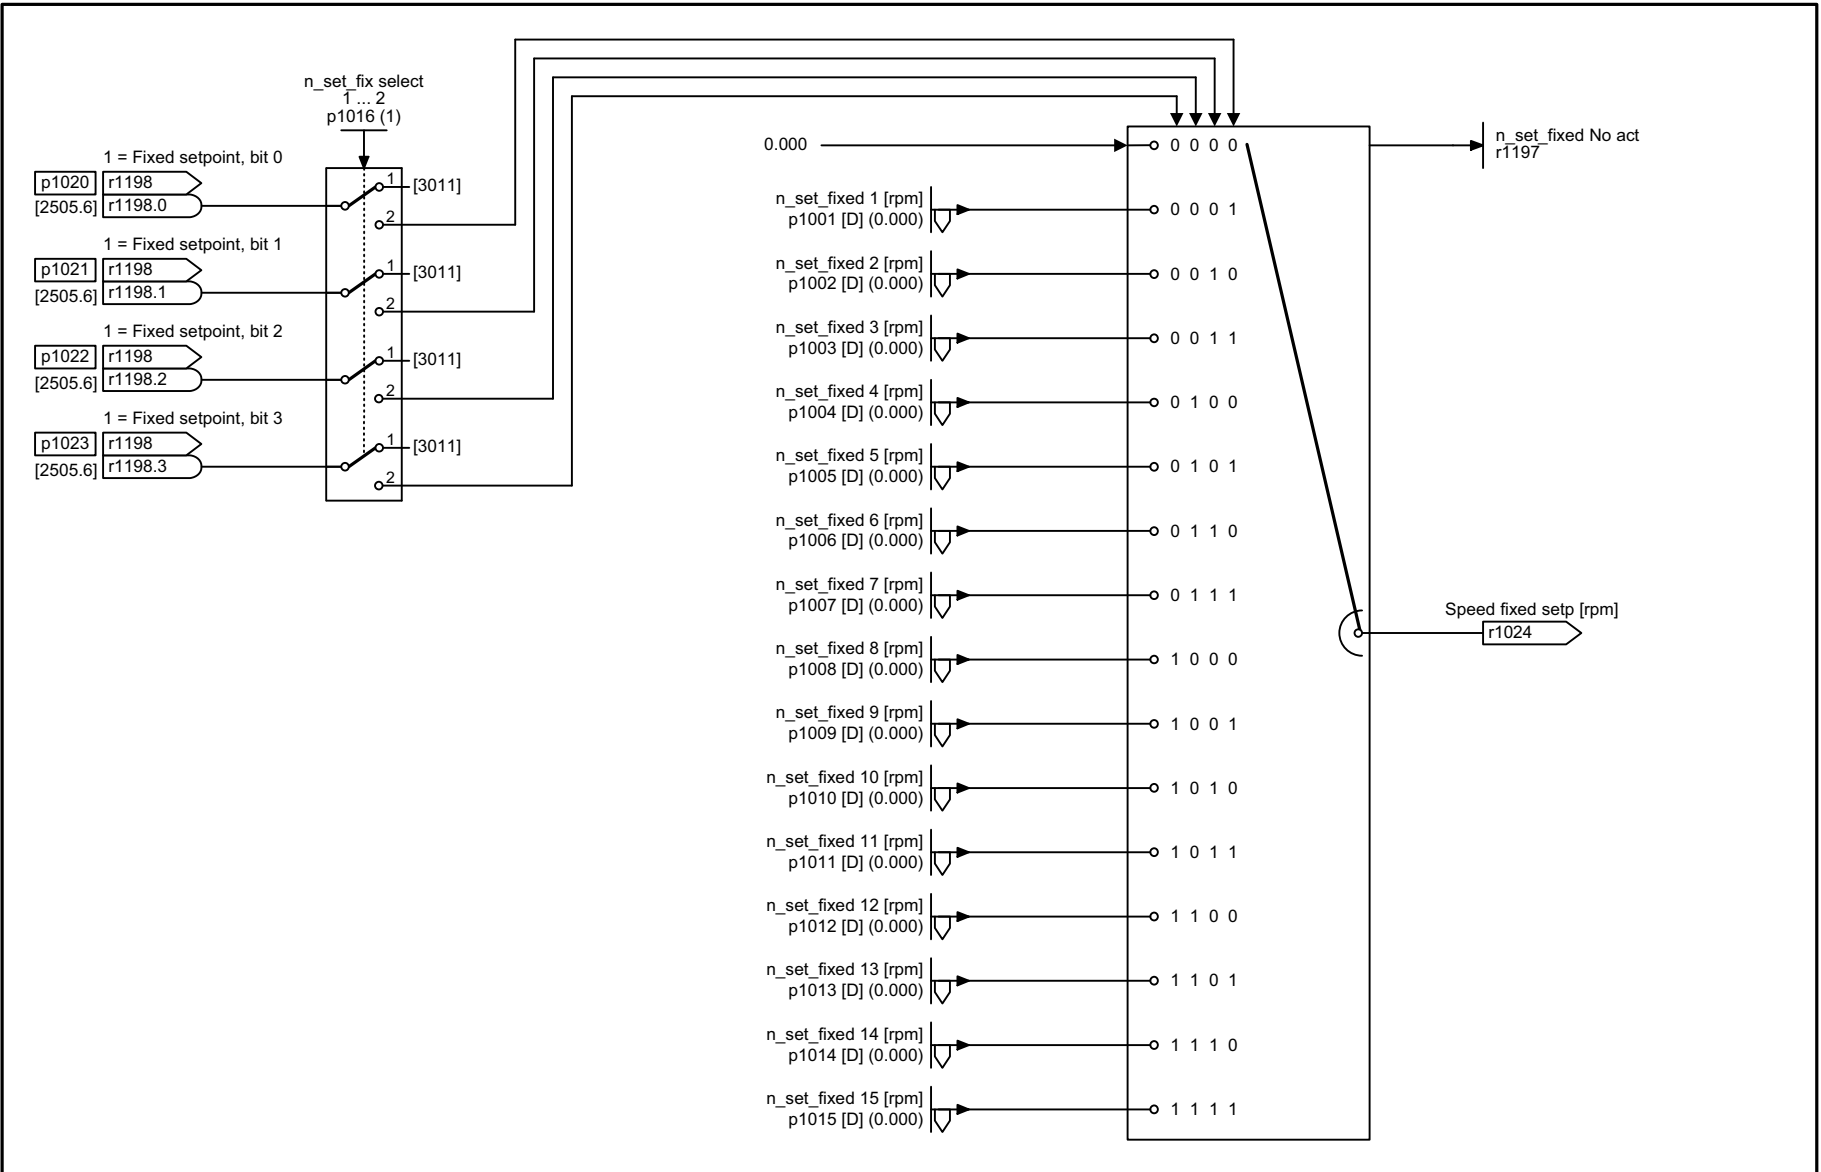 n_set_fix select
1 ... 2
p1016 (1)
1 = Fixed setpoint, bit 0
p1020 r1198
[2505.6] r1198.0
1 [3011]
2
1 = Fixed setpoint, bit 1
p1021 r1198
[2505.6] r1198.1
1 [3011]
2
1 = Fixed setpoint, bit 2
p1022 r1198
[2505.6] r1198.2
1 [3011]
2
1 = Fixed setpoint, bit 3
p1023 r1198
[2505.6] r1198.3
1 [3011]
2
0.000 0 0 0 0
n_set_fixed No act
r1197
n_set_fixed 1 [rpm]
p1001 [D] (0.000)
0 0 0 1
n_set_fixed 2 [rpm]
p1002 [D] (0.000)
0 0 1 0
n_set_fixed 3 [rpm]
p1003 [D] (0.000)
0 0 1 1
n_set_fixed 4 [rpm]
p1004 [D] (0.000)
0 1 0 0
n_set_fixed 5 [rpm]
p1005 [D] (0.000)
0 1 0 1
n_set_fixed 6 [rpm]
p1006 [D] (0.000)
0 1 1 0
n_set_fixed 7 [rpm]
p1007 [D] (0.000)
0 1 1 1
n_set_fixed 8 [rpm]
p1008 [D] (0.000)
1 0 0 0
n_set_fixed 9 [rpm]
p1009 [D] (0.000)
1 0 0 1
n_set_fixed 10 [rpm]
p1010 [D] (0.000)
1 0 1 0
n_set_fixed 11 [rpm]
p1011 [D] (0.000)
1 0 1 1
n_set_fixed 12 [rpm]
p1012 [D] (0.000)
1 1 0 0
n_set_fixed 13 [rpm]
p1013 [D] (0.000)
1 1 0 1
n_set_fixed 14 [rpm]
p1014 [D] (0.000)
1 1 1 0
n_set_fixed 15 [rpm]
p1015 [D] (0.000)
1 1 1 1
Speed fixed setp [rpm]
r1024